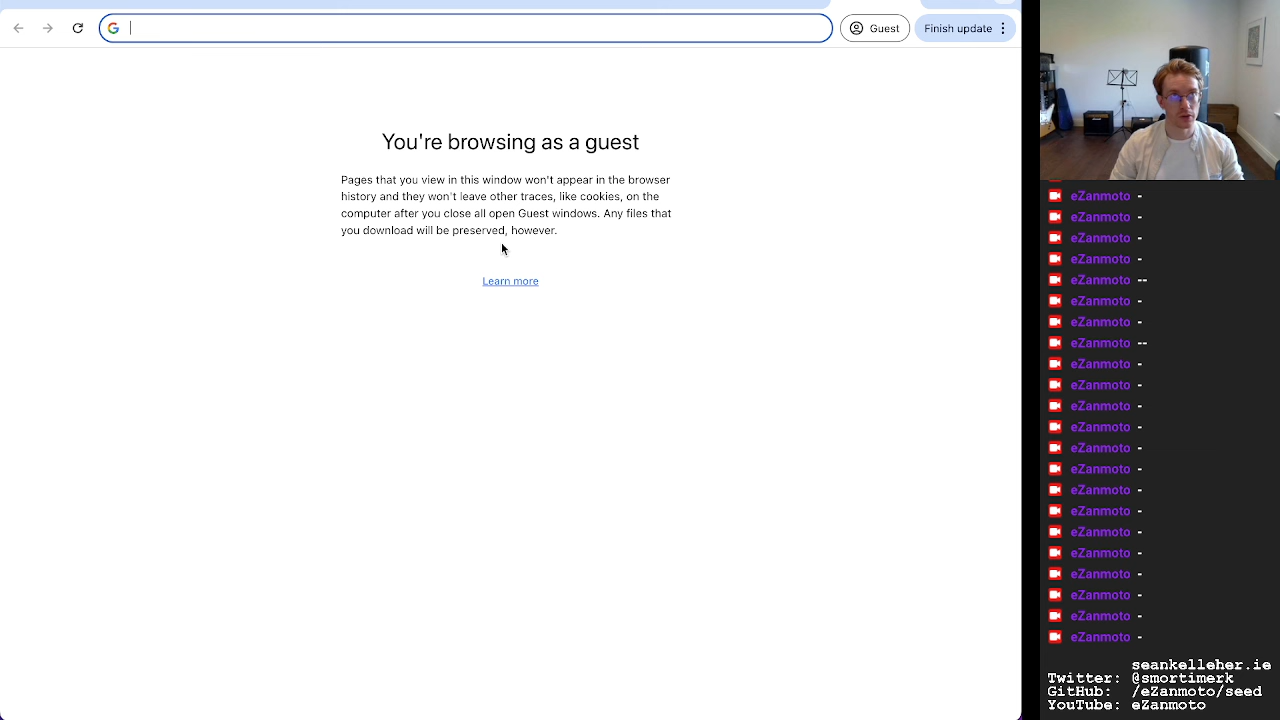 Guest
Finish update
You're browsing as a guest
Pages that you view in this window won't appear in the browser
history and they won't leave other traces, like cookies, on the
computer after you close all open Guest windows. Any files that
you download will be preserved, however.
Learn more
eZanmoto -
eZanmoto -
eZanmoto -
eZanmoto -
eZanmoto --
eZanmoto -
eZanmoto -
eZanmoto --
eZanmoto -
eZanmoto -
eZanmoto -
eZanmoto -
eZanmoto -
eZanmoto -
eZanmoto -
eZanmoto -
eZanmoto -
eZanmoto -
eZanmoto -
eZanmoto -
eZanmoto -
eZanmoto -
seankelleher.ie
Twitter: @smortimerk
GitHub: /eZanmoto/seed
YouTube: eZanmoto